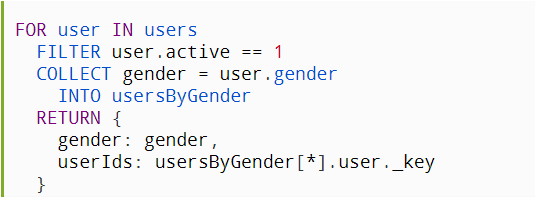 FOR user IN users
  FILTER user.active == 1
  COLLECT gender = user.gender
    INTO usersByGender
  RETURN {
    gender: gender,
    userIds: usersByGender[*].user._key
  }